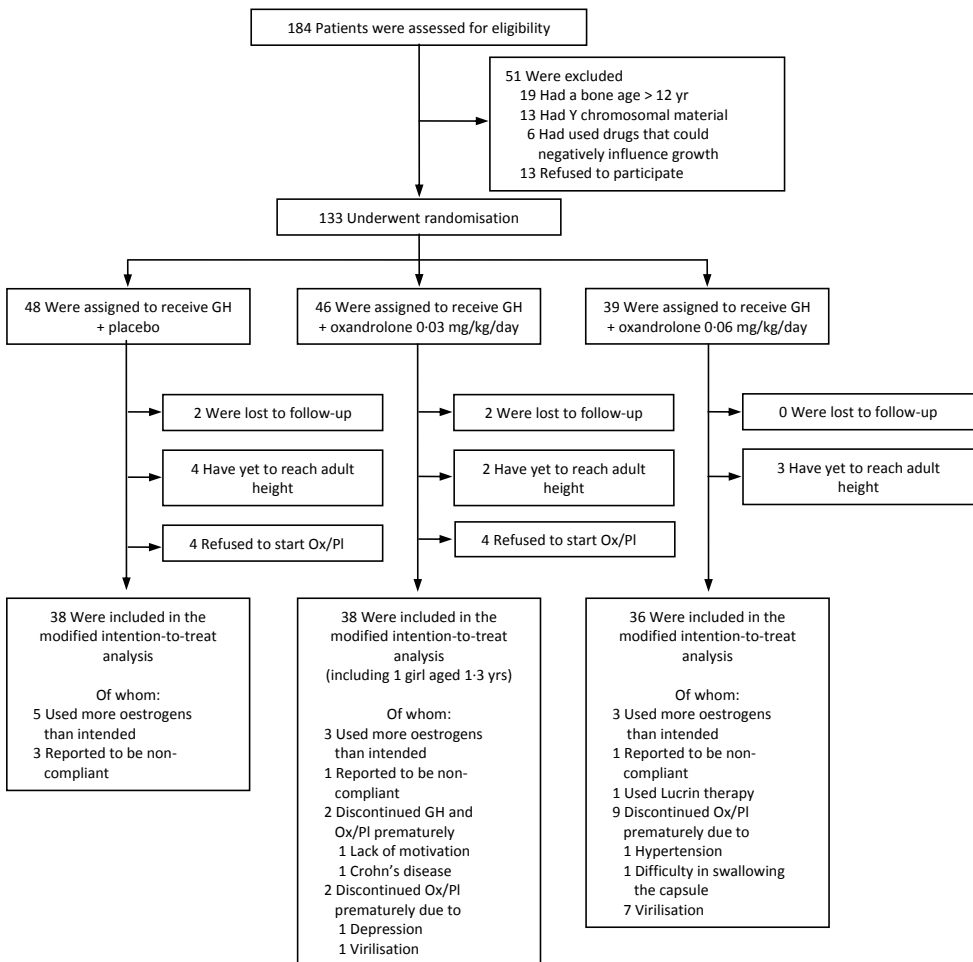 184 Patients were assessed for eligibility
51 Were excluded
19 Had a bone age > 12 yr
13 Had Y chromosomal material
6 Had used drugs that could
negatively influence growth
13 Refused to participate
133 Underwent randomisation
48 Were assigned to receive GH
+ placebo
46 Were assigned to receive GH
+ oxandrolone 0·03 mg/kg/day
39 Were assigned to receive GH
+ oxandrolone 0·06 mg/kg/day
2 Were lost to follow-up
2 Were lost to follow-up
0 Were lost to follow-up
4 Have yet to reach adult
height
2 Have yet to reach adult
height
3 Have yet to reach adult
height
4 Refused to start Ox/Pl
4 Refused to start Ox/Pl
38 Were included in the
modified intention-to-treat
analysis
Of whom:
5 Used more oestrogens
than intended
3 Reported to be non-
compliant
38 Were included in the
modified intention-to-treat
analysis
(including 1 girl aged 1·3 yrs)
Of whom:
3 Used more oestrogens
than intended
1 Reported to be non-
compliant
2 Discontinued GH and
Ox/Pl prematurely
1 Lack of motivation
1 Crohn's disease
2 Discontinued Ox/Pl
prematurely due to
1 Depression
1 Virilisation
36 Were included in the
modified intention-to-treat
analysis
Of whom:
3 Used more oestrogens
than intended
1 Reported to be non-
compliant
1 Used Lucrin therapy
9 Discontinued Ox/Pl
prematurely due to
1 Hypertension
1 Difficulty in swallowing
the capsule
7 Virilisation